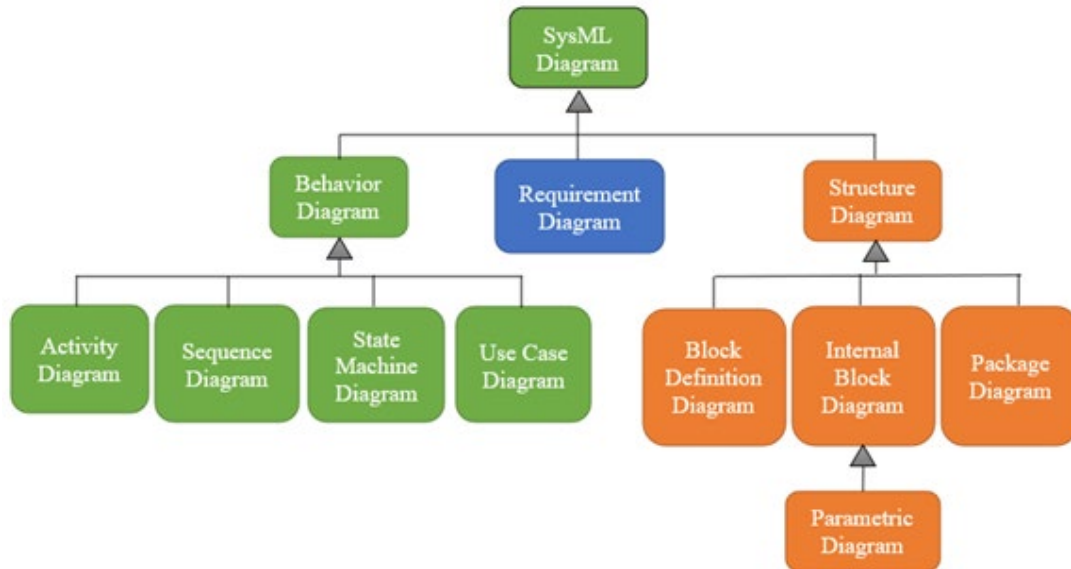 SysML
Diagram
Behavior
Diagram
Requirement
Diagram
Structure
Diagram
Activity
Diagram
Sequence
Diagram
State
Machine
Diagram
Use Case
Diagram
Block
Definition
Diagram
Internal
Block
Diagram
Package
Diagram
Parametric
Diagram